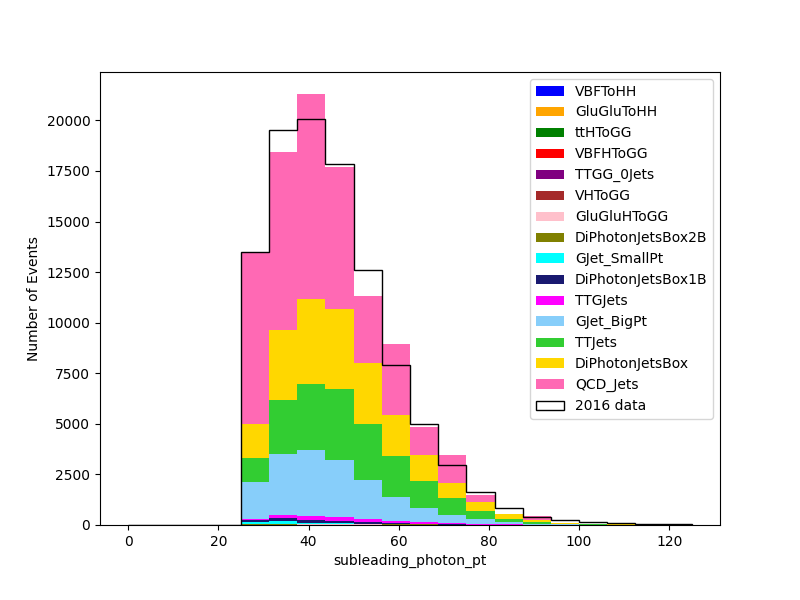 20000
17500
15000
12500
10000
7500
5000
2500
0
Number of Events
0
20
40
60
80
100
120
subleading_photon_pt
VBFToHH
GluGluToHH
ttHToGG
VBFHToGG
TTGG_0Jets
VHToGG
GluGluHToGG
DiPhotonJetsBox2B
GJet_SmallPt
DiPhotonJetsBox1B
TTGJets
GJet_BigPt
TTJets
DiPhotonJetsBox
QCD_Jets
2016 data